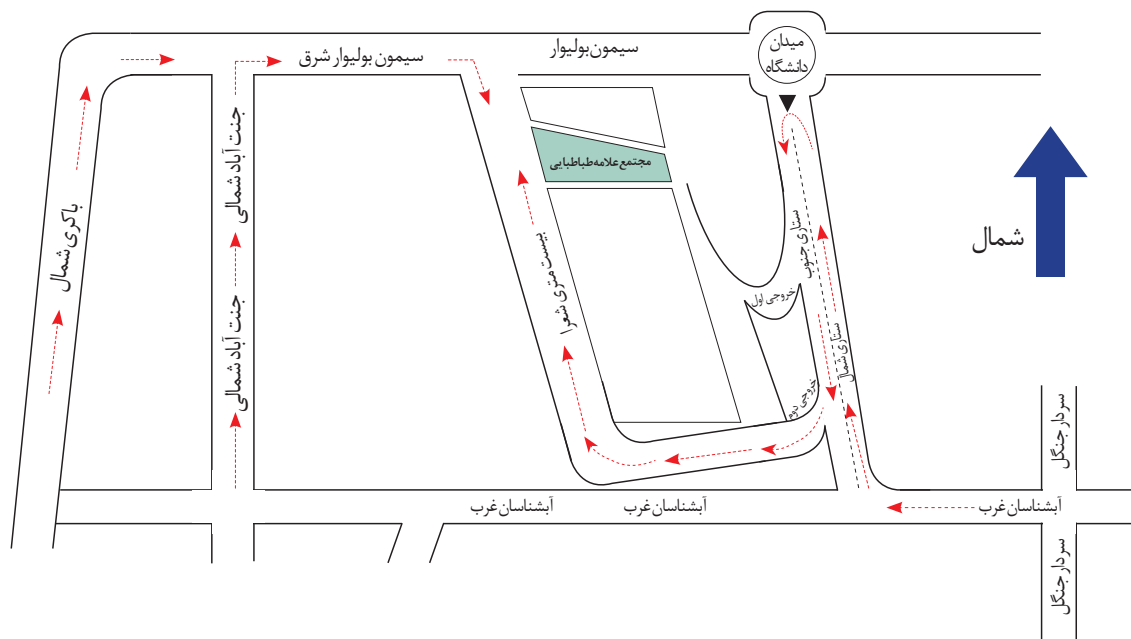 میدان
دانشگاه
سیمون بولیوار
سیمون بولیوار شرق
جنت آباد شمالی
جنت آباد شمالی
باکری شمال
مجتمع علامه طباطبایی
بیست متری شعرا
ستاری جنوب
خروجی اول
ستاری شمال
خروجی دوم
شمال
سردار جنگل
آبشناسان غرب
آبشناسان غرب
آبشناسان غرب
سردار جنگل